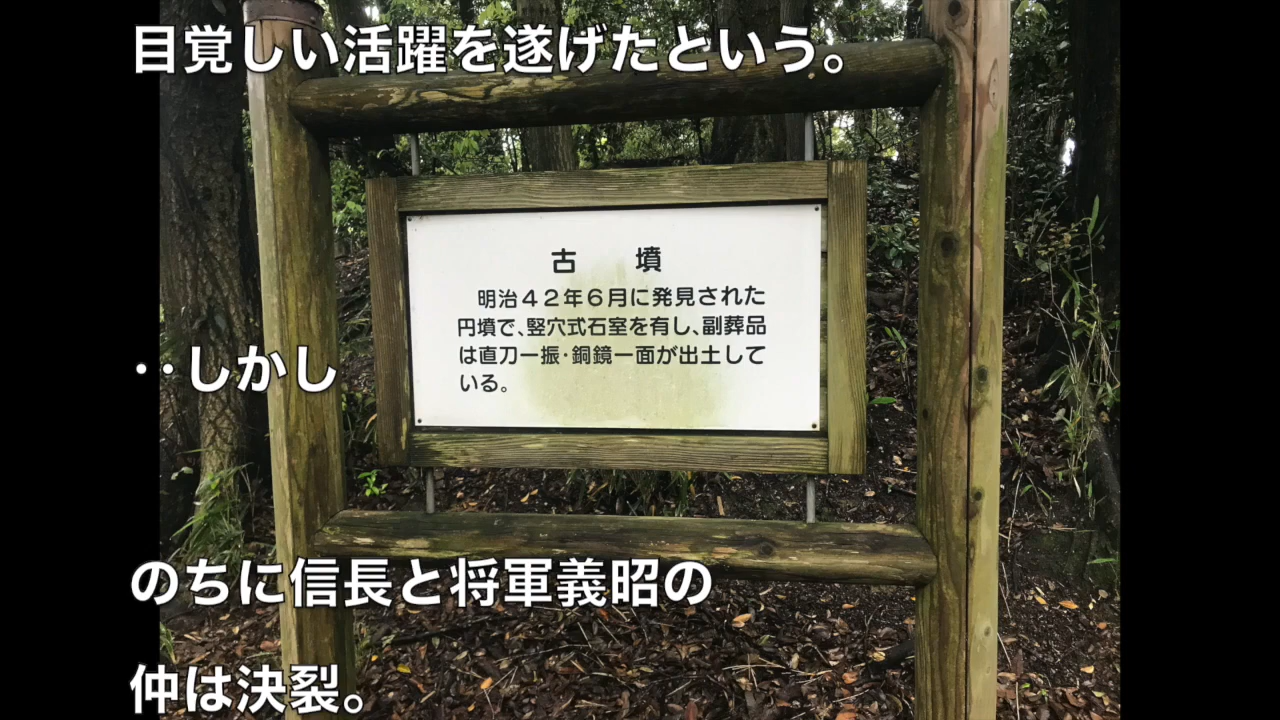 目覚しい活躍を遂げたという。
古　墳
明治４２年６月に発見された
円墳で、竪穴式石室を有し、副葬品
は直刀一振・銅鏡一面が出土して
いる。
‥しかし
のちに信長と将軍義昭の
仲は決裂。